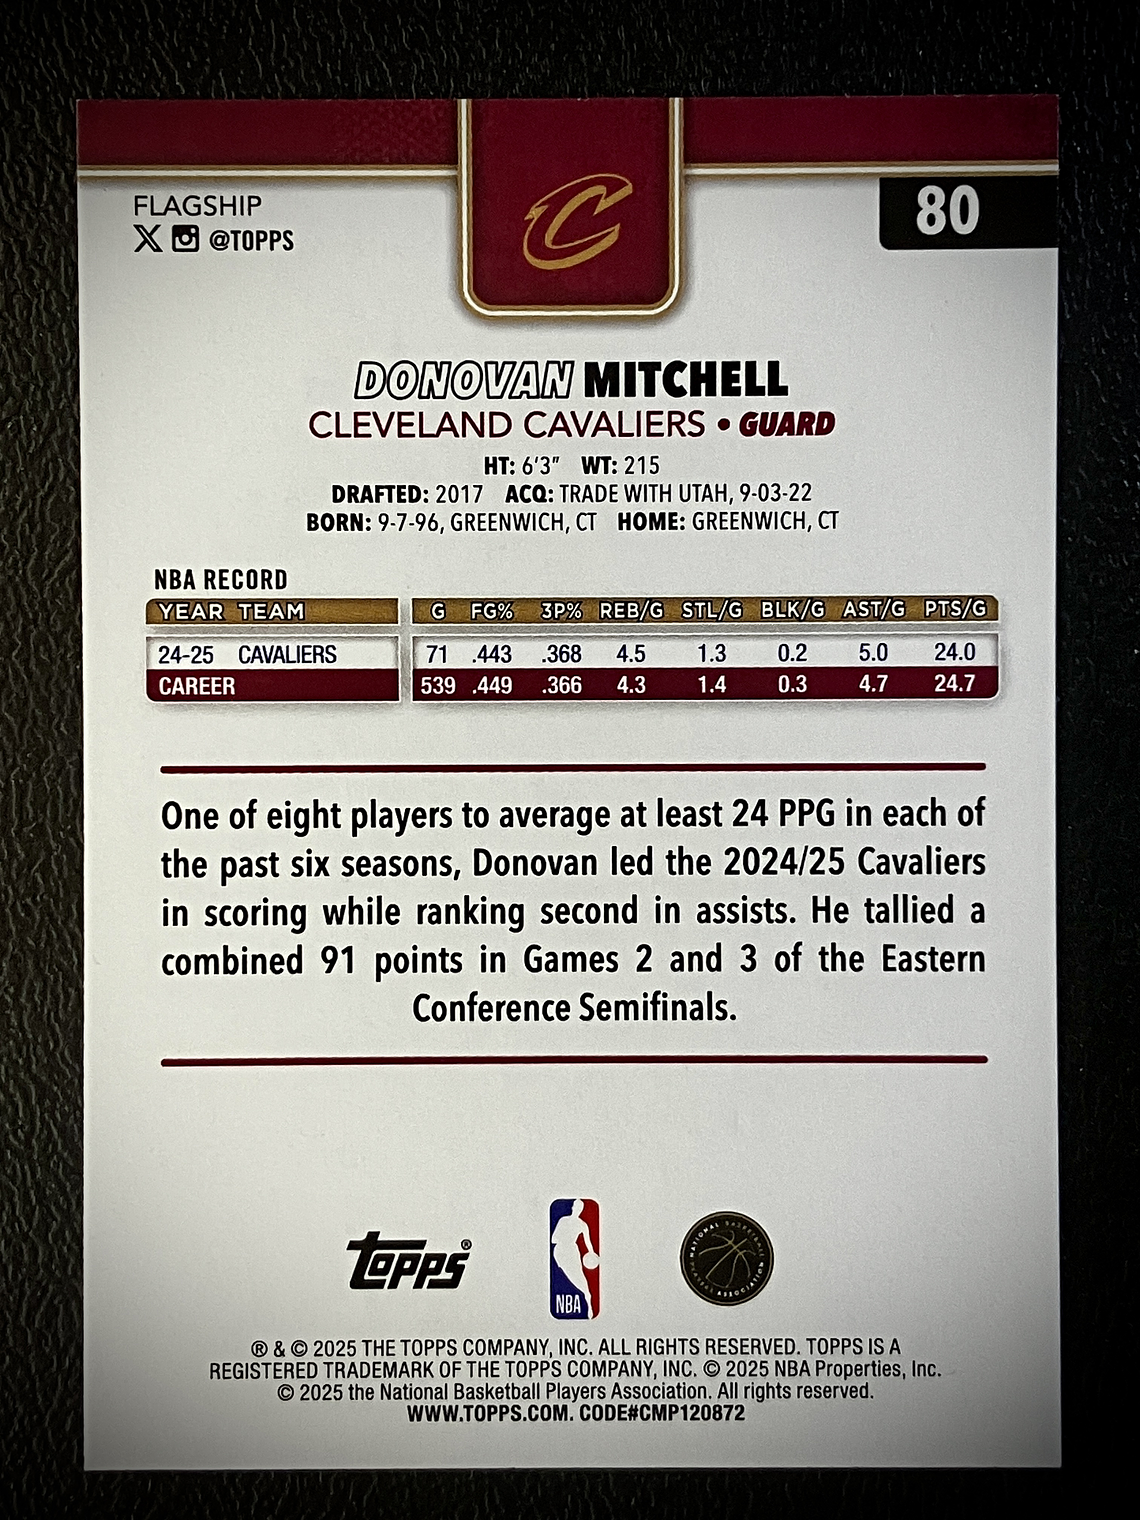 FLAGSHIP
@TOPPS
80
DONOVAN MITCHELL
CLEVELAND CAVALIERS • GUARD
HT: 6'3" WT: 215
DRAFTED: 2017 ACQ: TRADE WITH UTAH, 9-03-22
BORN: 9-7-96, GREENWICH, CT HOME: GREENWICH, CT
NBA RECORD
YEAR TEAM G FG% 3P% REB/G STL/G BLK/G AST/G PTS/G
24-25 CAVALIERS 71 .443 .368 4.5 1.3 0.2 5.0 24.0
CAREER 539 .449 .366 4.3 1.4 0.3 4.7 24.7
One of eight players to average at least 24 PPG in each of
the past six seasons, Donovan led the 2024/25 Cavaliers
in scoring while ranking second in assists. He tallied a
combined 91 points in Games 2 and 3 of the Eastern
Conference Semifinals.
topps®
NBA
NATIONAL BASKETBALL
PLAYERS ASSOCIATION
® & © 2025 THE TOPPS COMPANY, INC. ALL RIGHTS RESERVED. TOPPS IS A
REGISTERED TRADEMARK OF THE TOPPS COMPANY, INC. © 2025 NBA Properties, Inc.
© 2025 the National Basketball Players Association. All rights reserved.
WWW.TOPPS.COM. CODE#CMP120872